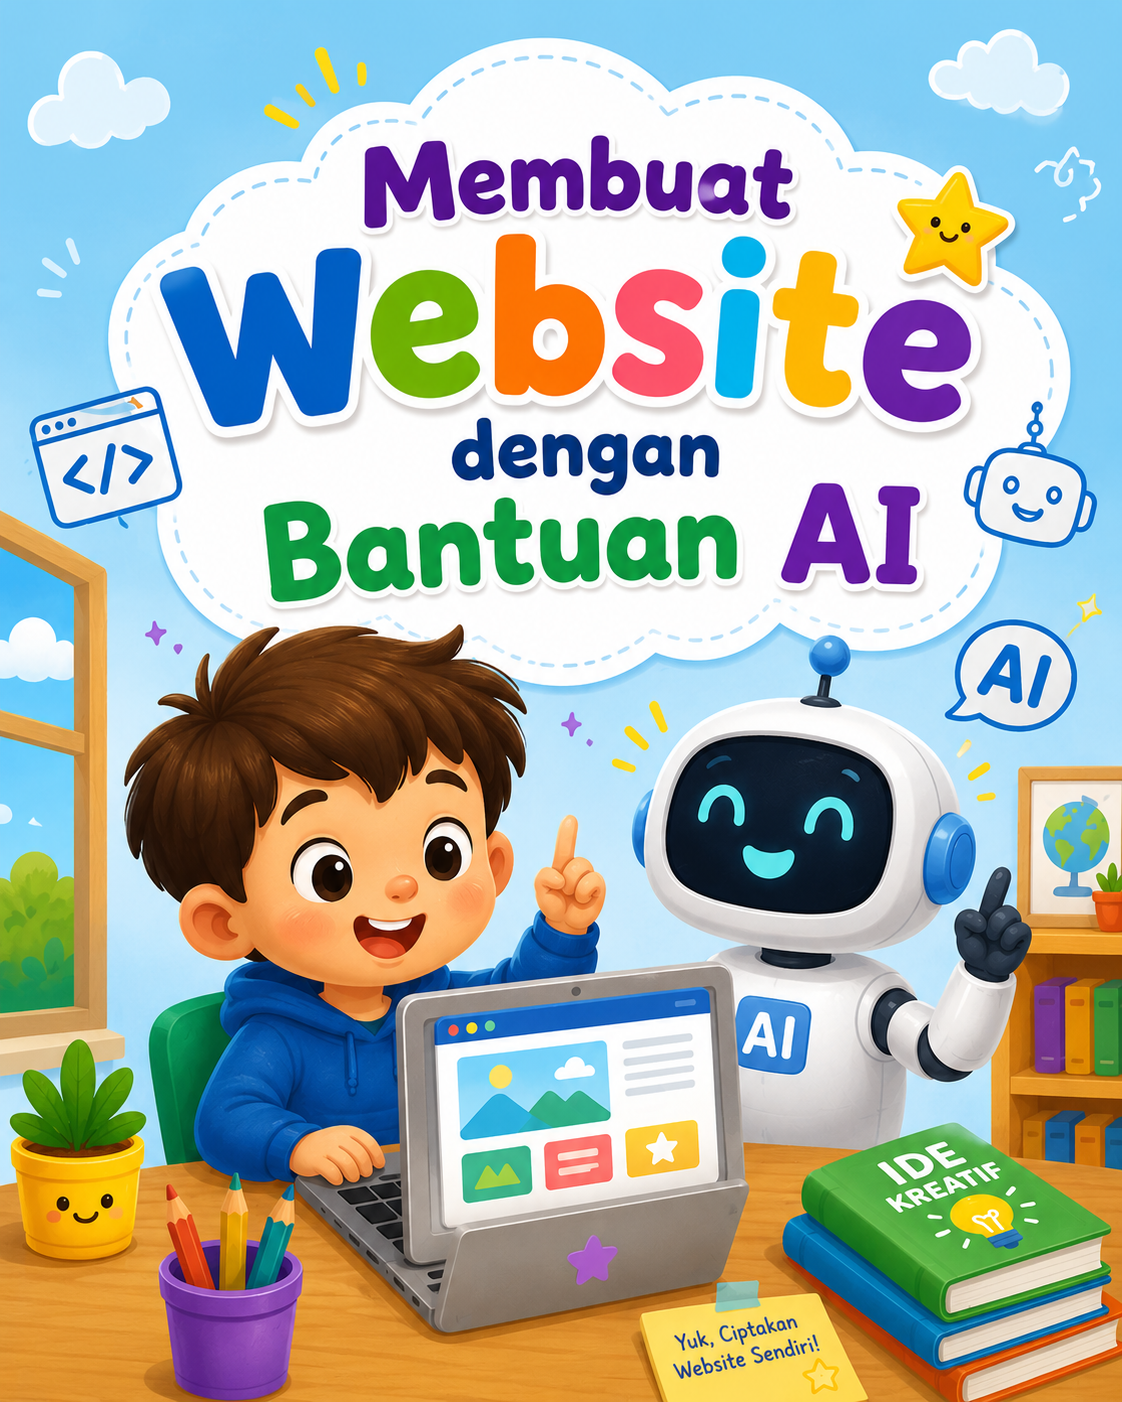 Membuat
Website
dengan
Bantuan AI
</>
AI
AI
IDE
KREATIF
Yuk, Ciptakan
Website Sendiri!